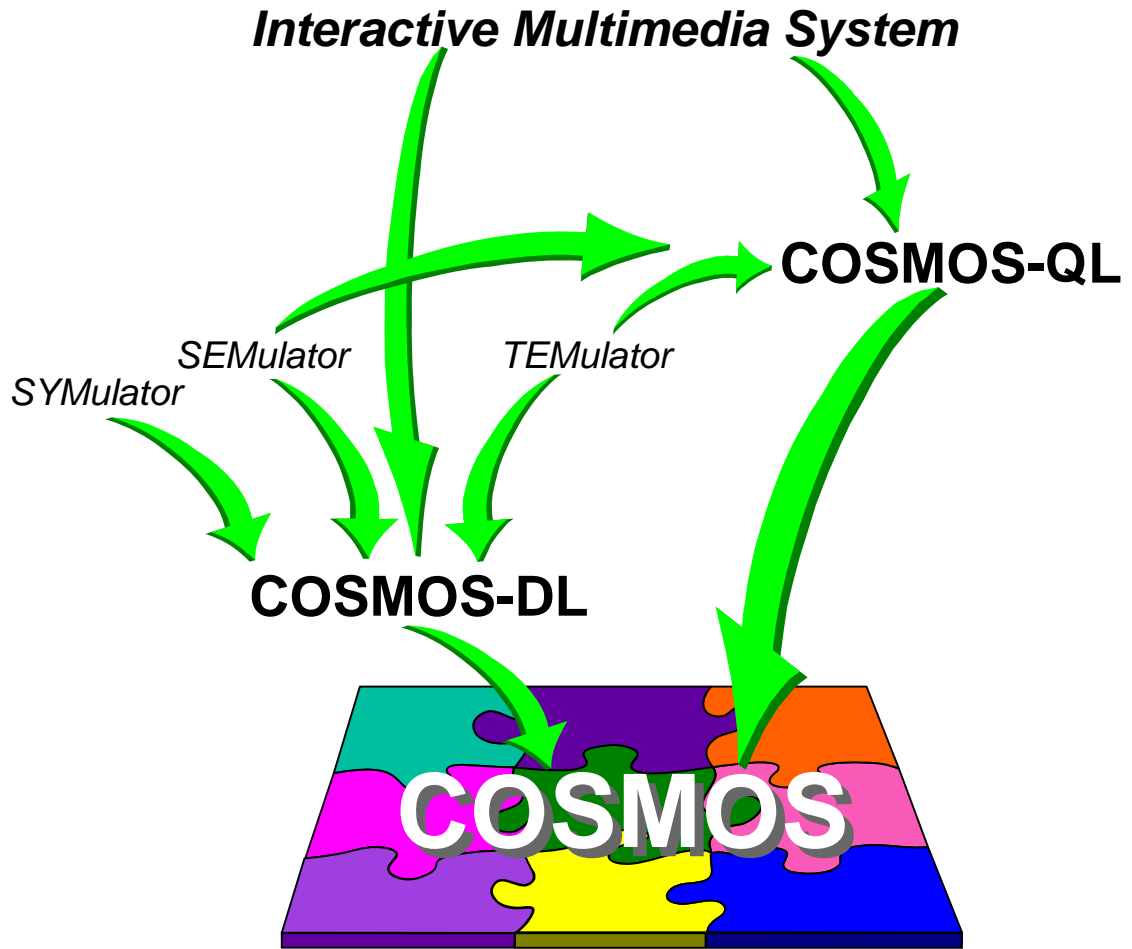 Interactive Multimedia System
COSMOS-QL
SEMulator
TEMulator
SYMulator
COSMOS-DL
COSMOS